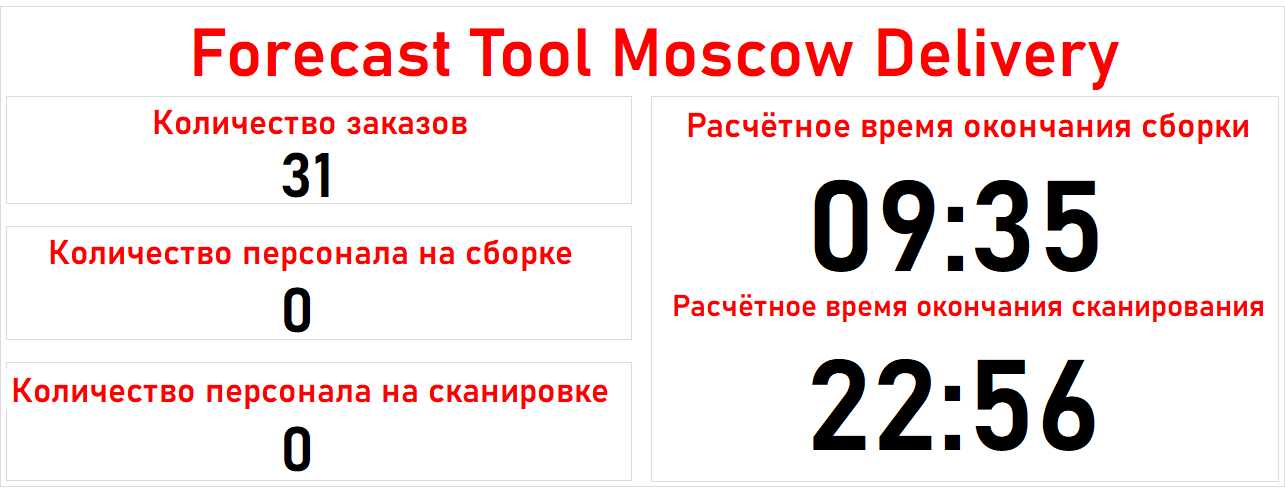 Forecast Tool Moscow Delivery
Количество заказов
31
Количество персонала на сборке
0
Количество персонала на сканировке
0
Расчётное время окончания сборки
09:35
Расчётное время окончания сканирования
22:56